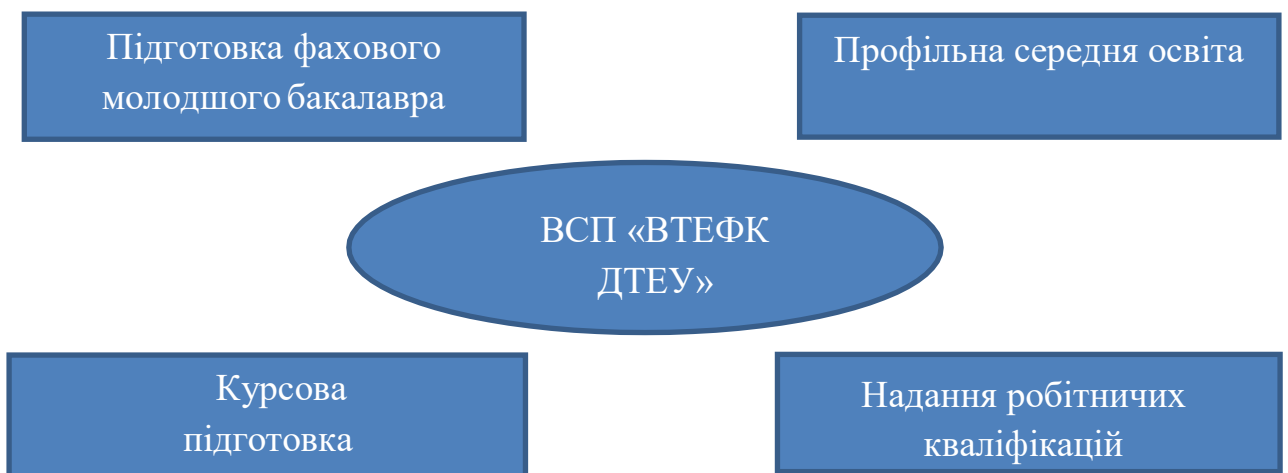 Підготовка фахового
молодшого бакалавра
Профільна середня освіта
ВСП «ВТЕФК
ДТЕУ»
Курсова
підготовка
Надання робітничих
кваліфікацій